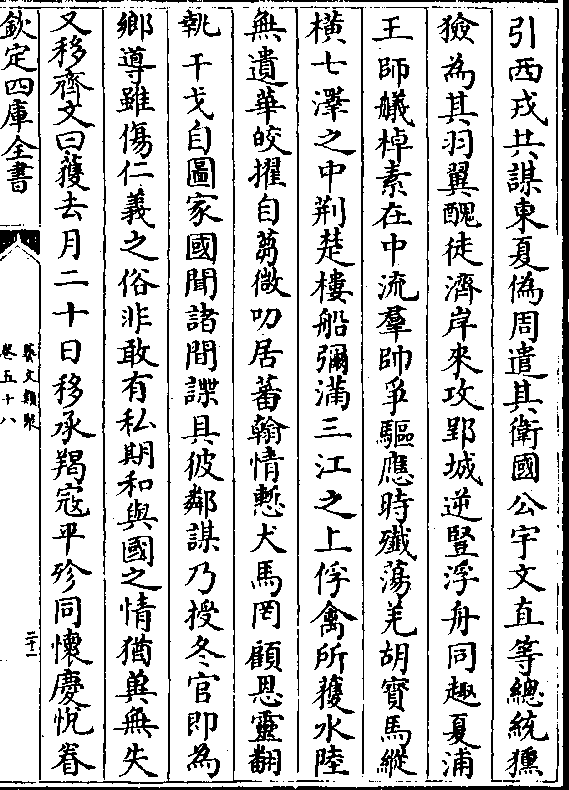 引西戎共謀東夏偽周遣其衛國公宇文直等總統獯
獫為其羽翼醜徒濟岸來攻郢城逆豎浮舟同趣夏浦
王師艤棹素在中流羣帥爭驅應時殲蕩羌胡寳馬縱
横七澤之中荆楚樓船彌滿三江之上俘禽所獲水陸
無遺華皎擢自蒭微叨居蕃翰情慙犬馬罔顧恩靈翻
執干戈自圖家國聞諸間諜具彼鄰謀乃授冬官即為
鄉導雖傷仁義之俗非敢有私期和與國之情猶兾無失
又移齊文曰獲去月二十日移承羯寇平殄同懷慶悅眷
欽定四庫全書
藝文類聚
卷五十八
二十二